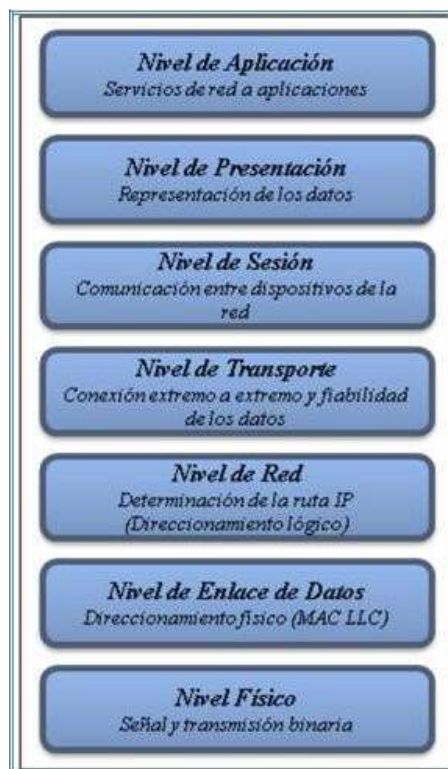 Nivel de Aplicación
Servicios de red a aplicaciones
Nivel de Presentación
Representación de los datos
Nivel de Sesión
Comunicación entre dispositivos de la
red
Nivel de Transporte
Conexión extremo a extremo y fiabilidad
de los datos
Nivel de Red
Determinación de la ruta IP
(Direccionamiento lógico)
Nivel de Enlace de Datos
Direccionamiento físico (MAC LLC)
Nivel Físico
Señal y transmisión binaria